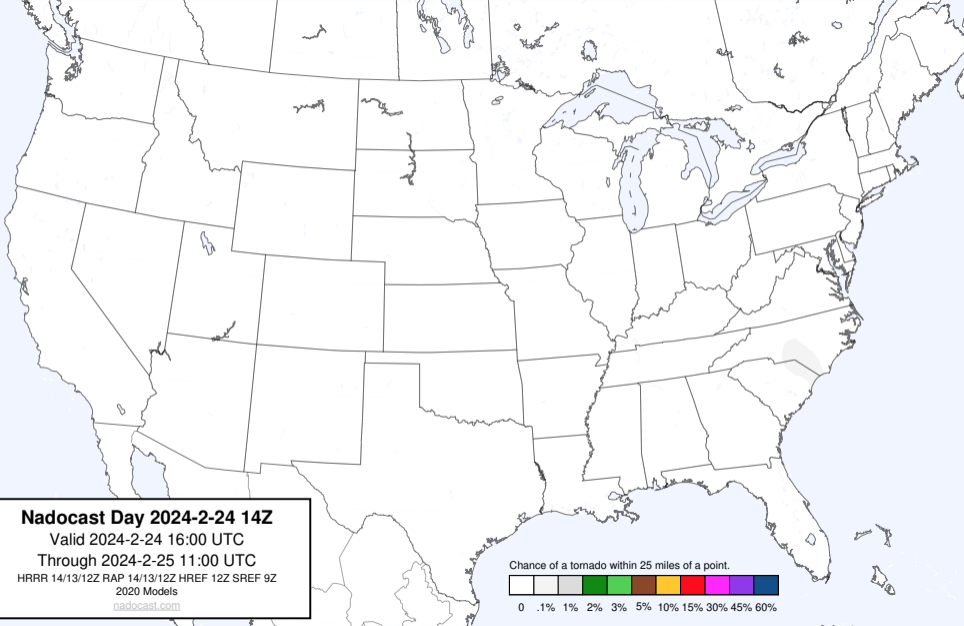 Nadocast Day 2024-2-24 14Z
Valid 2024-2-24 16:00 UTC
Through 2024-2-25 11:00 UTC
HRRR 14/13/12Z RAP 14/13/12Z HREF 12Z SREF 9Z
2020 Models
nadocast.com
Chance of a tornado within 25 miles of a point.
0 .1% 1% 2% 3% 5% 10% 15% 30% 45% 60%